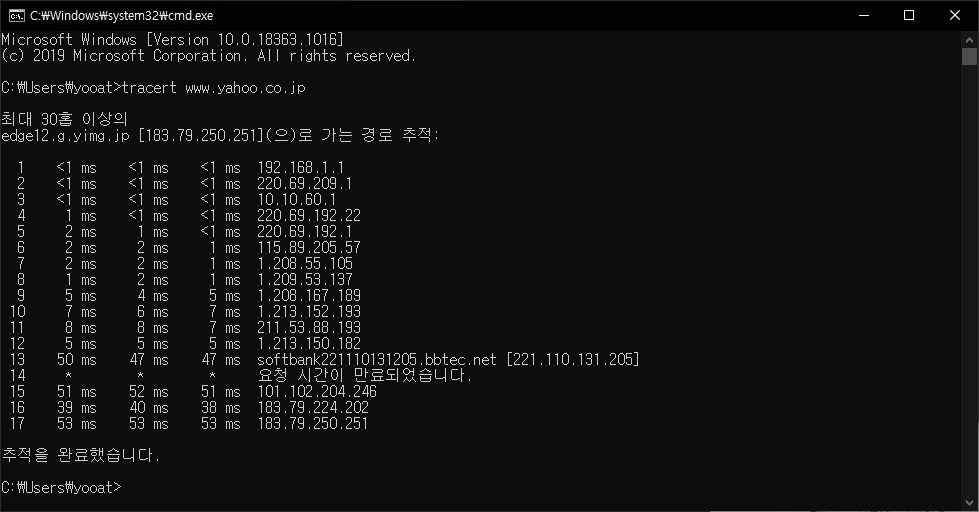 C:₩Windows₩system32₩cmd.exe
Microsoft Windows [Version 10.0.18363.1016]
(c) 2019 Microsoft Corporation. All rights reserved.
C:₩Users₩yooat>tracert www.yahoo.co.jp
최대 30홉 이상의
edge12.g.yimg.jp [183.79.250.251](으)로 가는 경로 추적:
1 <1 ms <1 ms <1 ms 192.168.1.1
2 <1 ms <1 ms <1 ms 220.69.209.1
3 <1 ms <1 ms <1 ms 10.10.60.1
4 1 ms <1 ms <1 ms 220.69.192.22
5 2 ms 1 ms <1 ms 220.69.192.1
6 2 ms 2 ms 1 ms 115.89.205.57
7 2 ms 2 ms 1 ms 1.208.55.105
8 1 ms 2 ms 1 ms 1.209.53.137
9 5 ms 4 ms 5 ms 1.208.167.189
10 7 ms 6 ms 7 ms 1.213.152.193
11 8 ms 8 ms 7 ms 211.53.88.193
12 5 ms 5 ms 5 ms 1.213.150.182
13 50 ms 47 ms 47 ms softbank221110131205.bbtec.net [221.110.131.205]
14 * * * 요청 시간이 만료되었습니다.
15 51 ms 52 ms 51 ms 101.102.204.246
16 39 ms 40 ms 38 ms 183.79.224.202
17 53 ms 53 ms 53 ms 183.79.250.251
추적을 완료했습니다.
C:₩Users₩yooat>